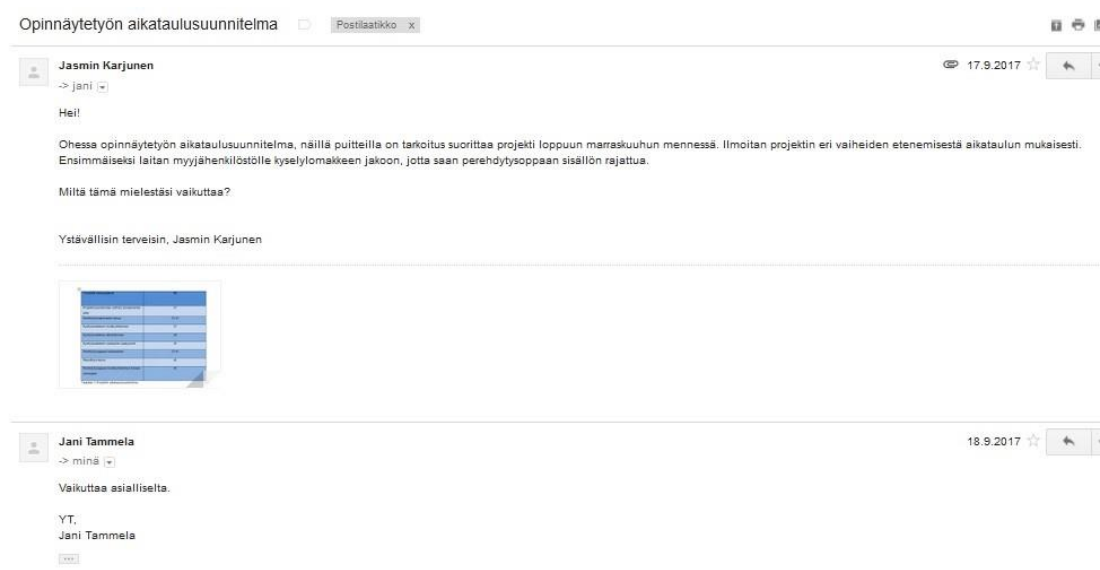 Opinnäytetyön aikataulusuunnitelma
Postilaatikko x
Jasmin Karjunen
17.9.2017
-> jani
Hei!
Ohessa opinnäytetyön aikataulusuunnitelma, näillä puitteilla on tarkoitus suorittaa projekti loppuun marraskuuhun mennessä. Ilmoitan projektin eri vaiheiden etenemisestä aikataulun mukaisesti.
Ensimmäiseksi laitan myyjähenkilöstölle kyselylomakkeen jakoon, jotta saan perehdytysoppaan sisällön rajattua.
Miltä tämä mielestäsi vaikuttaa?
Ystävällisin terveisin, Jasmin Karjunen
Jani Tammela
18.9.2017
-> minä
Vaikuttaa asialliselta.
YT,
Jani Tammela